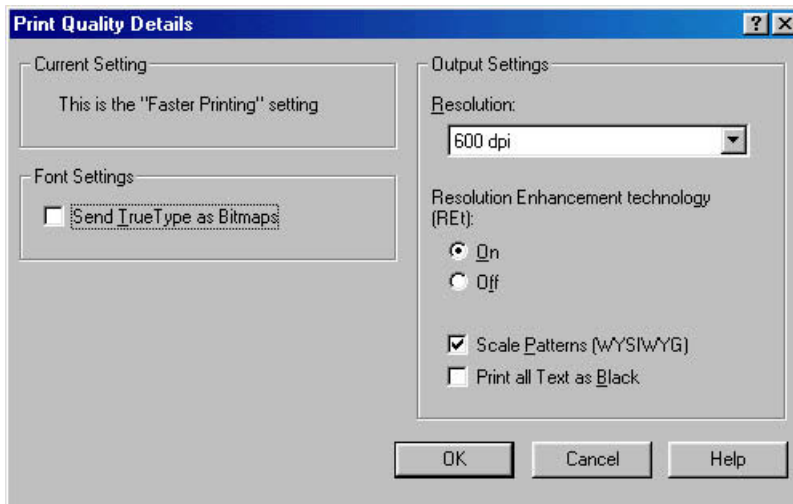 Print Quality Details
Current Setting
This is the "Faster Printing" setting
Font Settings
Send TrueType as Bitmaps
Output Settings
Resolution:
600 dpi
Resolution Enhancement technology
(REt):
On
Off
Scale Patterns (WYSIWYG)
Print all Text as Black
OK
Cancel
Help